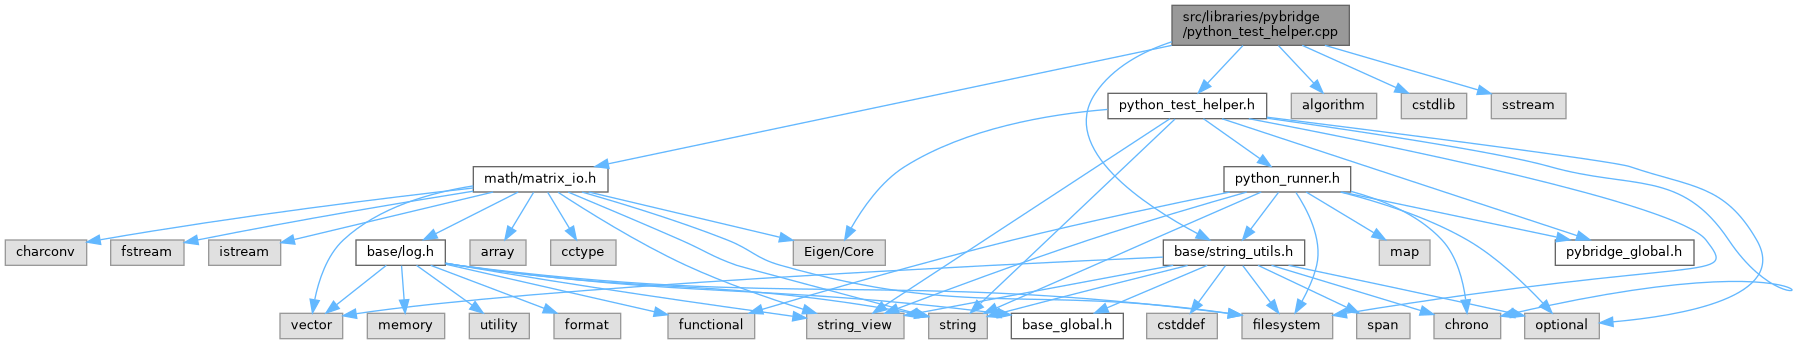 src/libraries/pybridge
/python_test_helper.cpp
python_test_helper.h
algorithm
cstdlib
sstream
math/matrix_io.h
python_runner.h
charconv
fstream
istream
base/log.h
array
cctype
Eigen/Core
base/string_utils.h
map
pybridge_global.h
vector
memory
utility
format
functional
string_view
string
base_global.h
cstddef
filesystem
span
chrono
optional